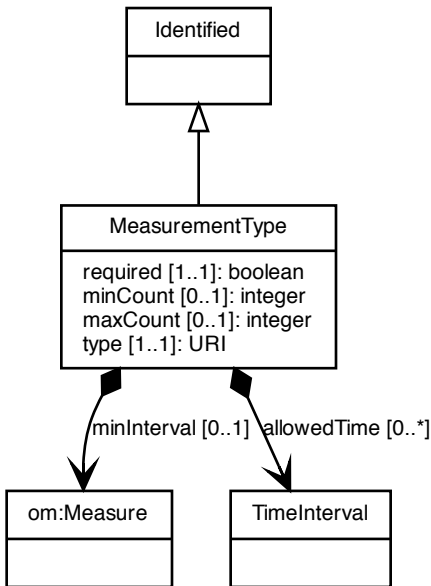 Identified
MeasurementType
required [1..1]: boolean
minCount [0..1]: integer
maxCount [0..1]: integer
type [1..1]: URI
minInterval [0..1]
allowedTime [0..*]
om:Measure
TimeInterval